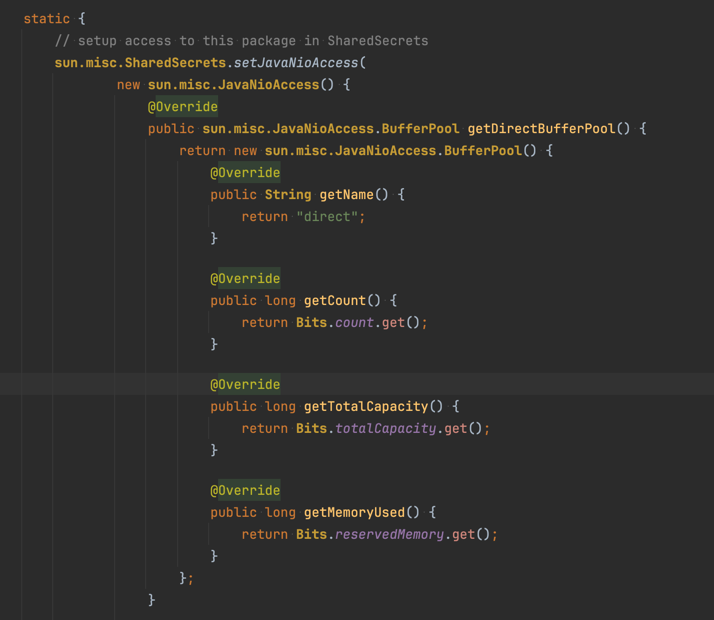 static {
    // setup access to this package in SharedSecrets
    sun.misc.SharedSecrets.setJavaNioAccess(
            new sun.misc.JavaNioAccess() {
                @Override
                public sun.misc.JavaNioAccess.BufferPool getDirectBufferPool() {
                    return new sun.misc.JavaNioAccess.BufferPool() {
                        @Override
                        public String getName() {
                            return "direct";
                        }

                        @Override
                        public long getCount() {
                            return Bits.count.get();
                        }

                        @Override
                        public long getTotalCapacity() {
                            return Bits.totalCapacity.get();
                        }

                        @Override
                        public long getMemoryUsed() {
                            return Bits.reservedMemory.get();
                        }
                    };
                }